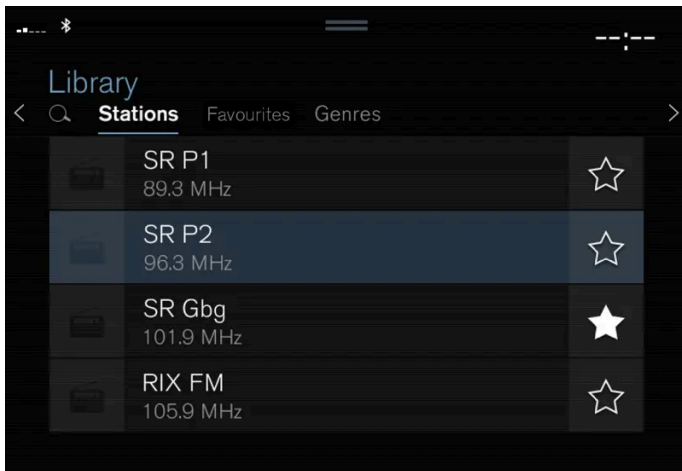 --:--
Library
Stations Favourites Genres
SR P1
89.3 MHz
SR P2
96.3 MHz
SR Gbg
101.9 MHz
RIX FM
105.9 MHz